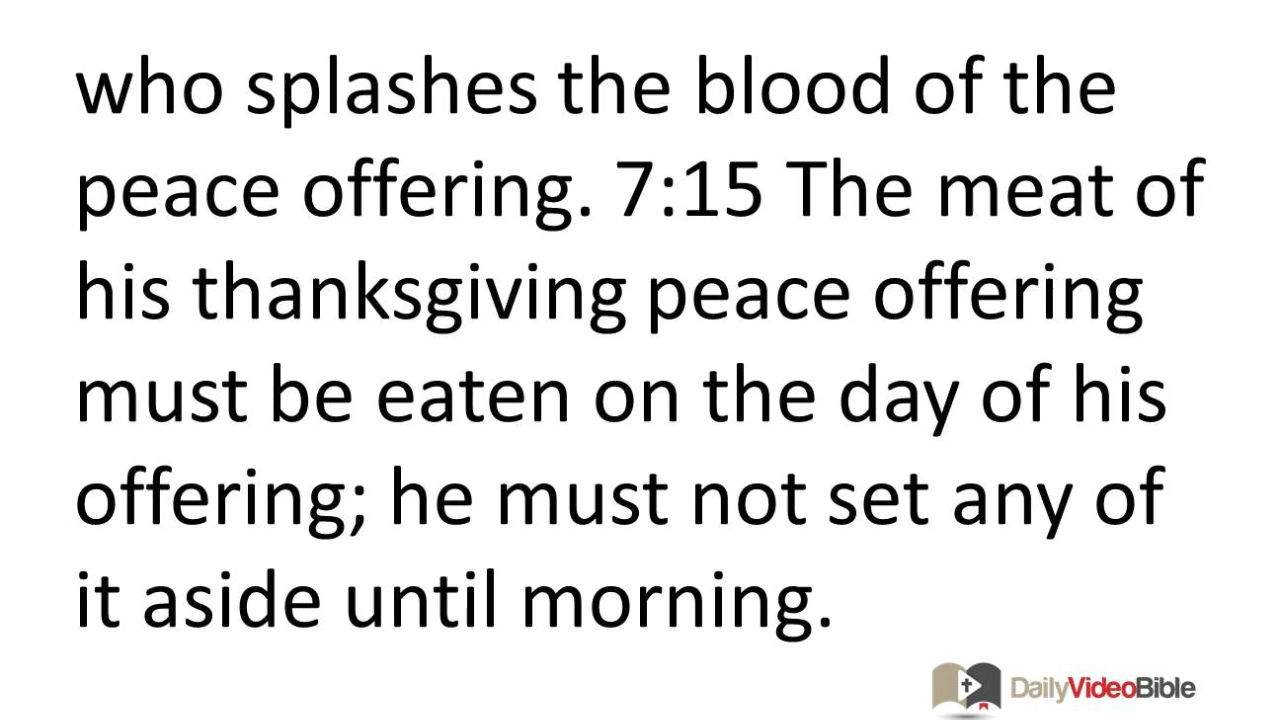 who splashes the blood of the
peace offering. 7:15 The meat of
his thanksgiving peace offering
must be eaten on the day of his
offering; he must not set any of
it aside until morning.
DailyVideoBible